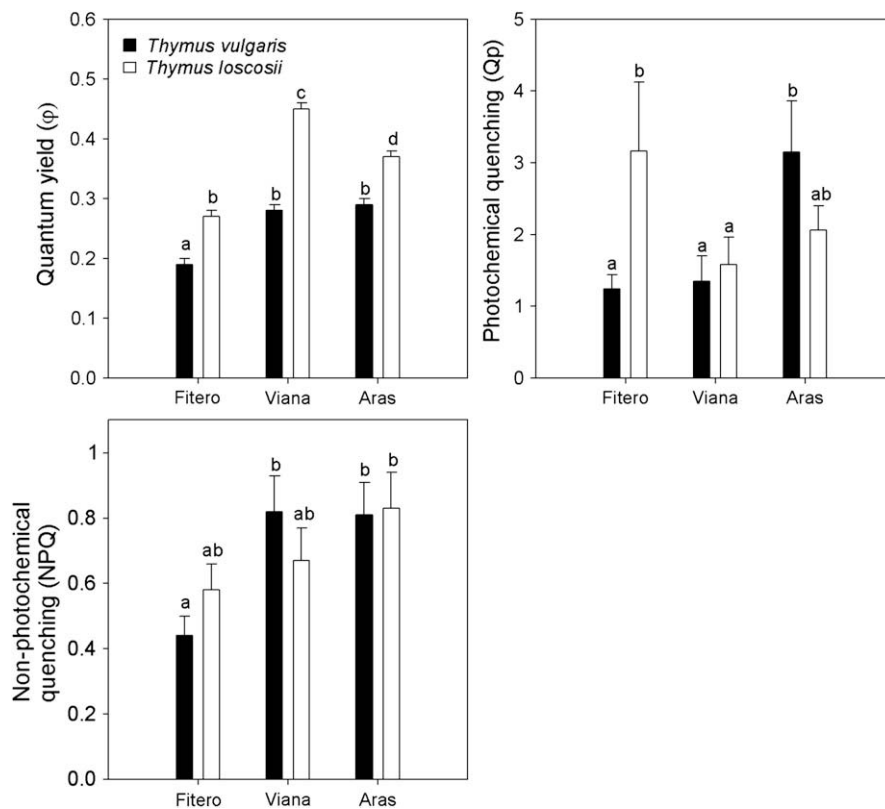 Quantum yield (φ)
0.6
0.5
0.4
0.3
0.2
0.1
0.0
Thymus vulgaris
Thymus loscosii
a
b
b
c
b
d
Fitero
Viana
Aras
Photochemical quenching (Qp)
5
4
3
2
1
0
a
b
a
a
b
ab
Fitero
Viana
Aras
Non-photochemical
quenching (NPQ)
1
0.8
0.6
0.4
0.2
0.0
a
ab
b
ab
b
b
Fitero
Viana
Aras